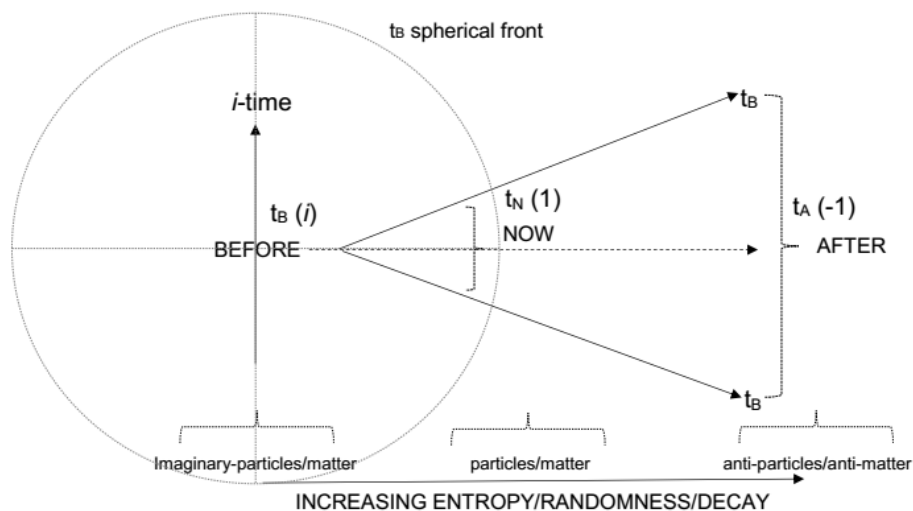 tB spherical front
i-time
tB
tB (i)
tN (1)
tA (-1)
BEFORE
NOW
AFTER
tB
Imaginary-particles/matter
particles/matter
anti-particles/anti-matter
INCREASING ENTROPY/RANDOMNESS/DECAY